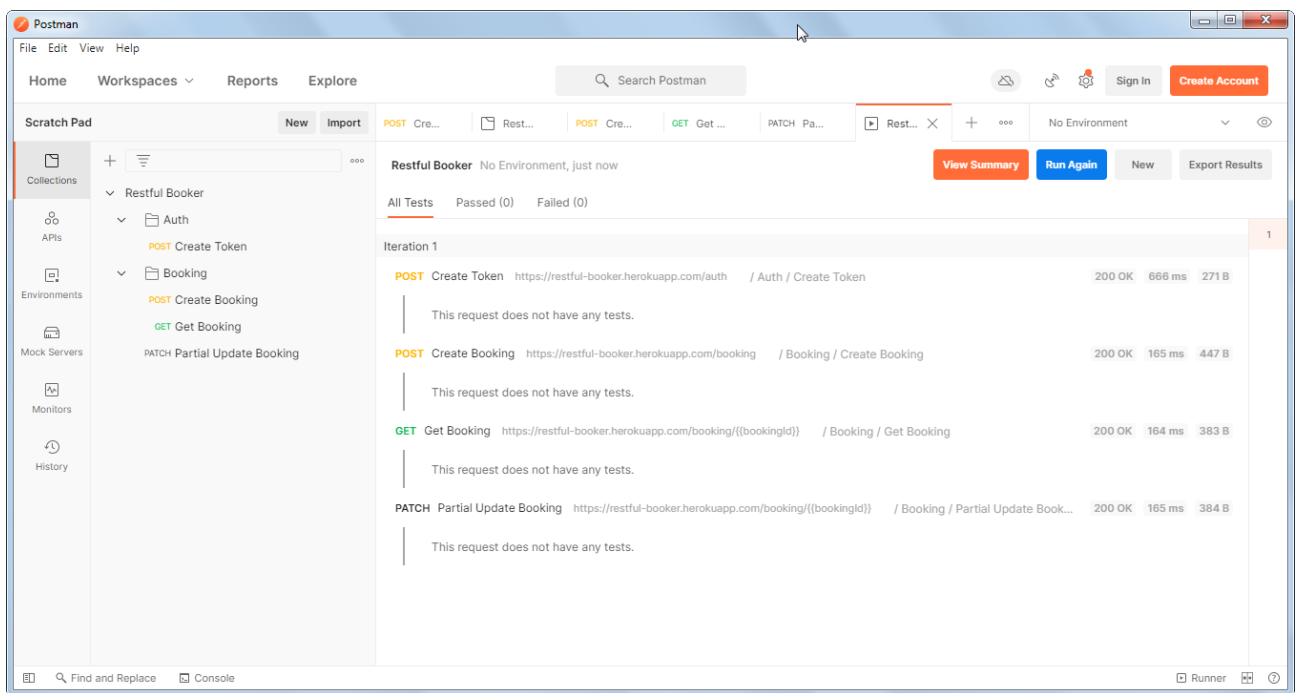 Postman
File Edit View Help
Home Workspaces Reports Explore Search Postman Sign In Create Account
Scratch Pad New Import POST Cre... Rest... POST Cre... GET Get ... PATCH Pa... Rest... No Environment
Collections
APIs
Environments
Mock Servers
Monitors
History
Restful Booker
Auth
POST Create Token
Booking
POST Create Booking
GET Get Booking
PATCH Partial Update Booking
Restful Booker No Environment, just now View Summary Run Again New Export Results
All Tests Passed (0) Failed (0)
1
Iteration 1
POST Create Token https://restful-booker.herokuapp.com/auth / Auth / Create Token 200 OK 666 ms 271 B
This request does not have any tests.
POST Create Booking https://restful-booker.herokuapp.com/booking / Booking / Create Booking 200 OK 165 ms 447 B
This request does not have any tests.
GET Get Booking https://restful-booker.herokuapp.com/booking/{{bookingId}} / Booking / Get Booking 200 OK 164 ms 383 B
This request does not have any tests.
PATCH Partial Update Booking https://restful-booker.herokuapp.com/booking/{{bookingId}} / Booking / Partial Update Book... 200 OK 165 ms 384 B
This request does not have any tests.
Find and Replace Console Runner